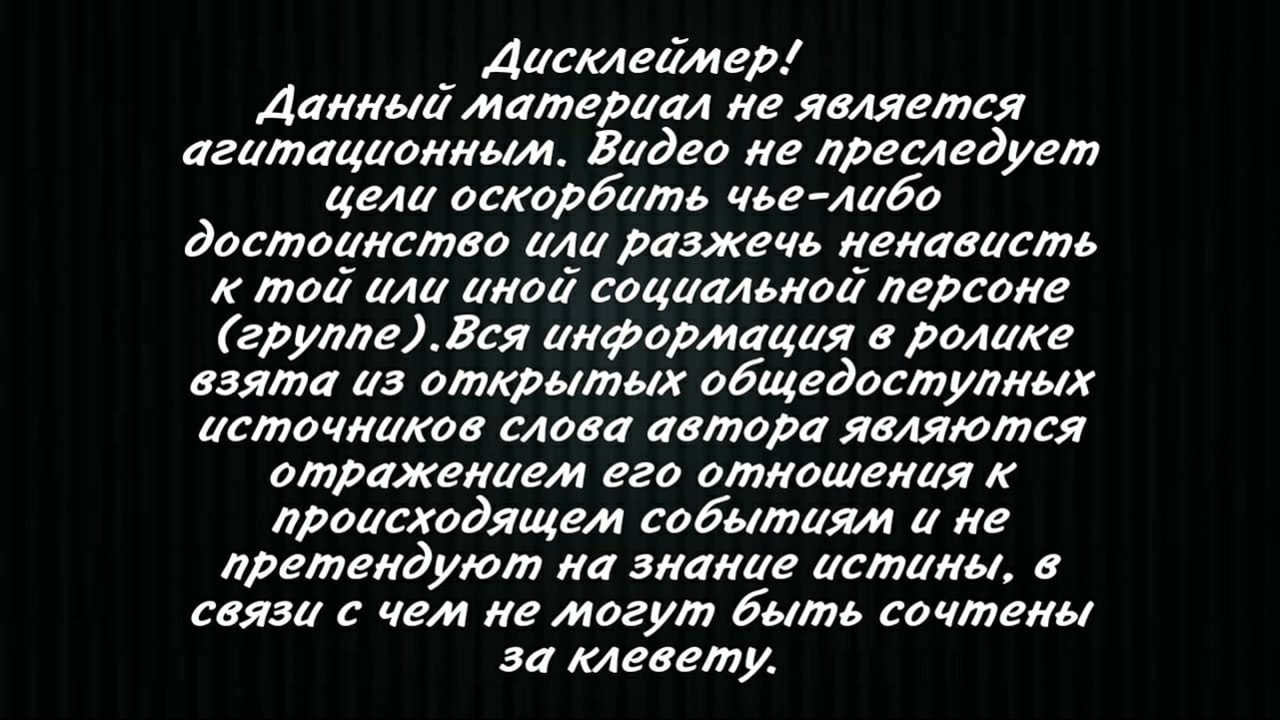 Дисклеймер!
Данный материал не является
агитационным. Видео не преследует
цели оскорбить чье-либо
достоинство или разжечь ненависть
к той или иной социальной персоне
(группе).Вся информация в ролике
взята из открытых общедоступных
источников слова автора являются
отражением его отношения к
происходящем событиям и не
претендуют на знание истины, в
связи с чем не могут быть сочтены
за клевету.